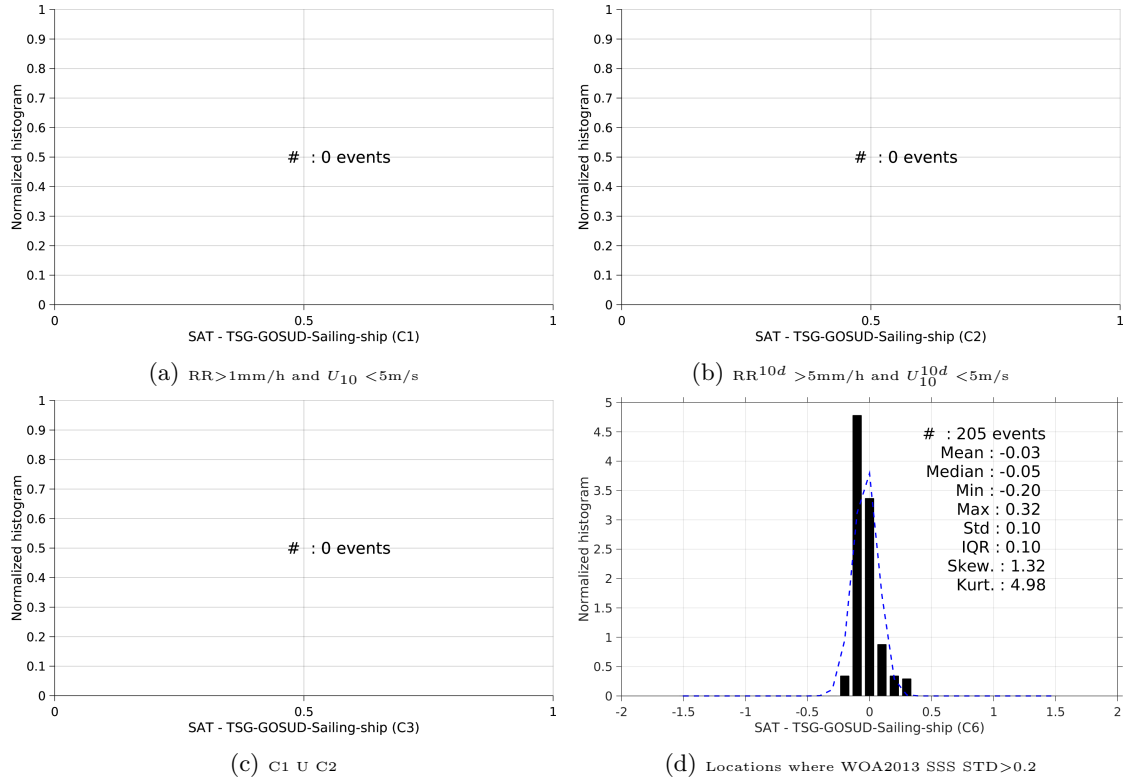 1
0.9
0.8
0.7
0.6
0.5
0.4
0.3
0.2
0.1
0
Normalized histogram
# : 0 events
0 0.5 1
SAT - TSG-GOSUD-Sailing-ship (C1)
(a) RR>1mm/h and U10 <5m/s
1
0.9
0.8
0.7
0.6
0.5
0.4
0.3
0.2
0.1
0
Normalized histogram
# : 0 events
0 0.5 1
SAT - TSG-GOSUD-Sailing-ship (C2)
(b) RR^10d >5mm/h and U10^10d <5m/s
1
0.9
0.8
0.7
0.6
0.5
0.4
0.3
0.2
0.1
0
Normalized histogram
# : 0 events
0 0.5 1
SAT - TSG-GOSUD-Sailing-ship (C3)
(c) C1 U C2
5
4.5
4
3.5
3
2.5
2
1.5
1
0.5
0
Normalized histogram
# : 205 events
Mean : -0.03
Median : -0.05
Min : -0.20
Max : 0.32
Std : 0.10
IQR : 0.10
Skew. : 1.32
Kurt. : 4.98
-2 -1.5 -1 -0.5 0 0.5 1 1.5 2
SAT - TSG-GOSUD-Sailing-ship (C6)
(d) Locations where WOA2013 SSS STD>0.2